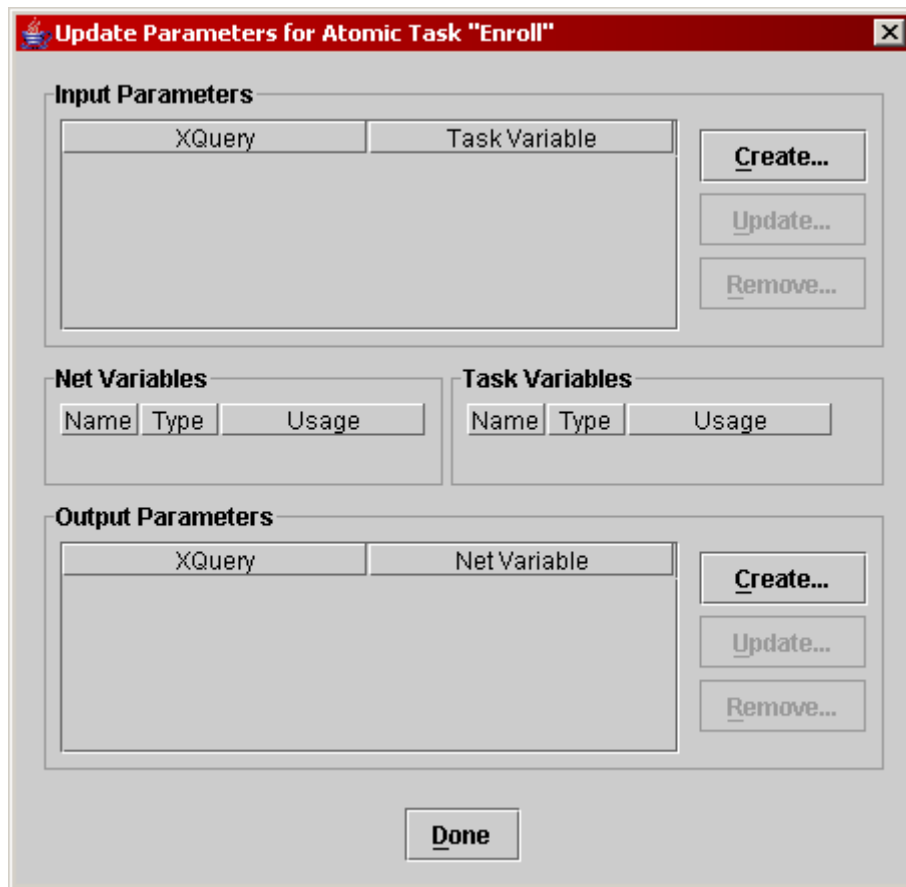 Update Parameters for Atomic Task "Enroll"
Input Parameters
XQuery Task Variable
Create...
Update...
Remove...
Net Variables
Name Type Usage
Task Variables
Name Type Usage
Output Parameters
XQuery Net Variable
Create...
Update...
Remove...
Done